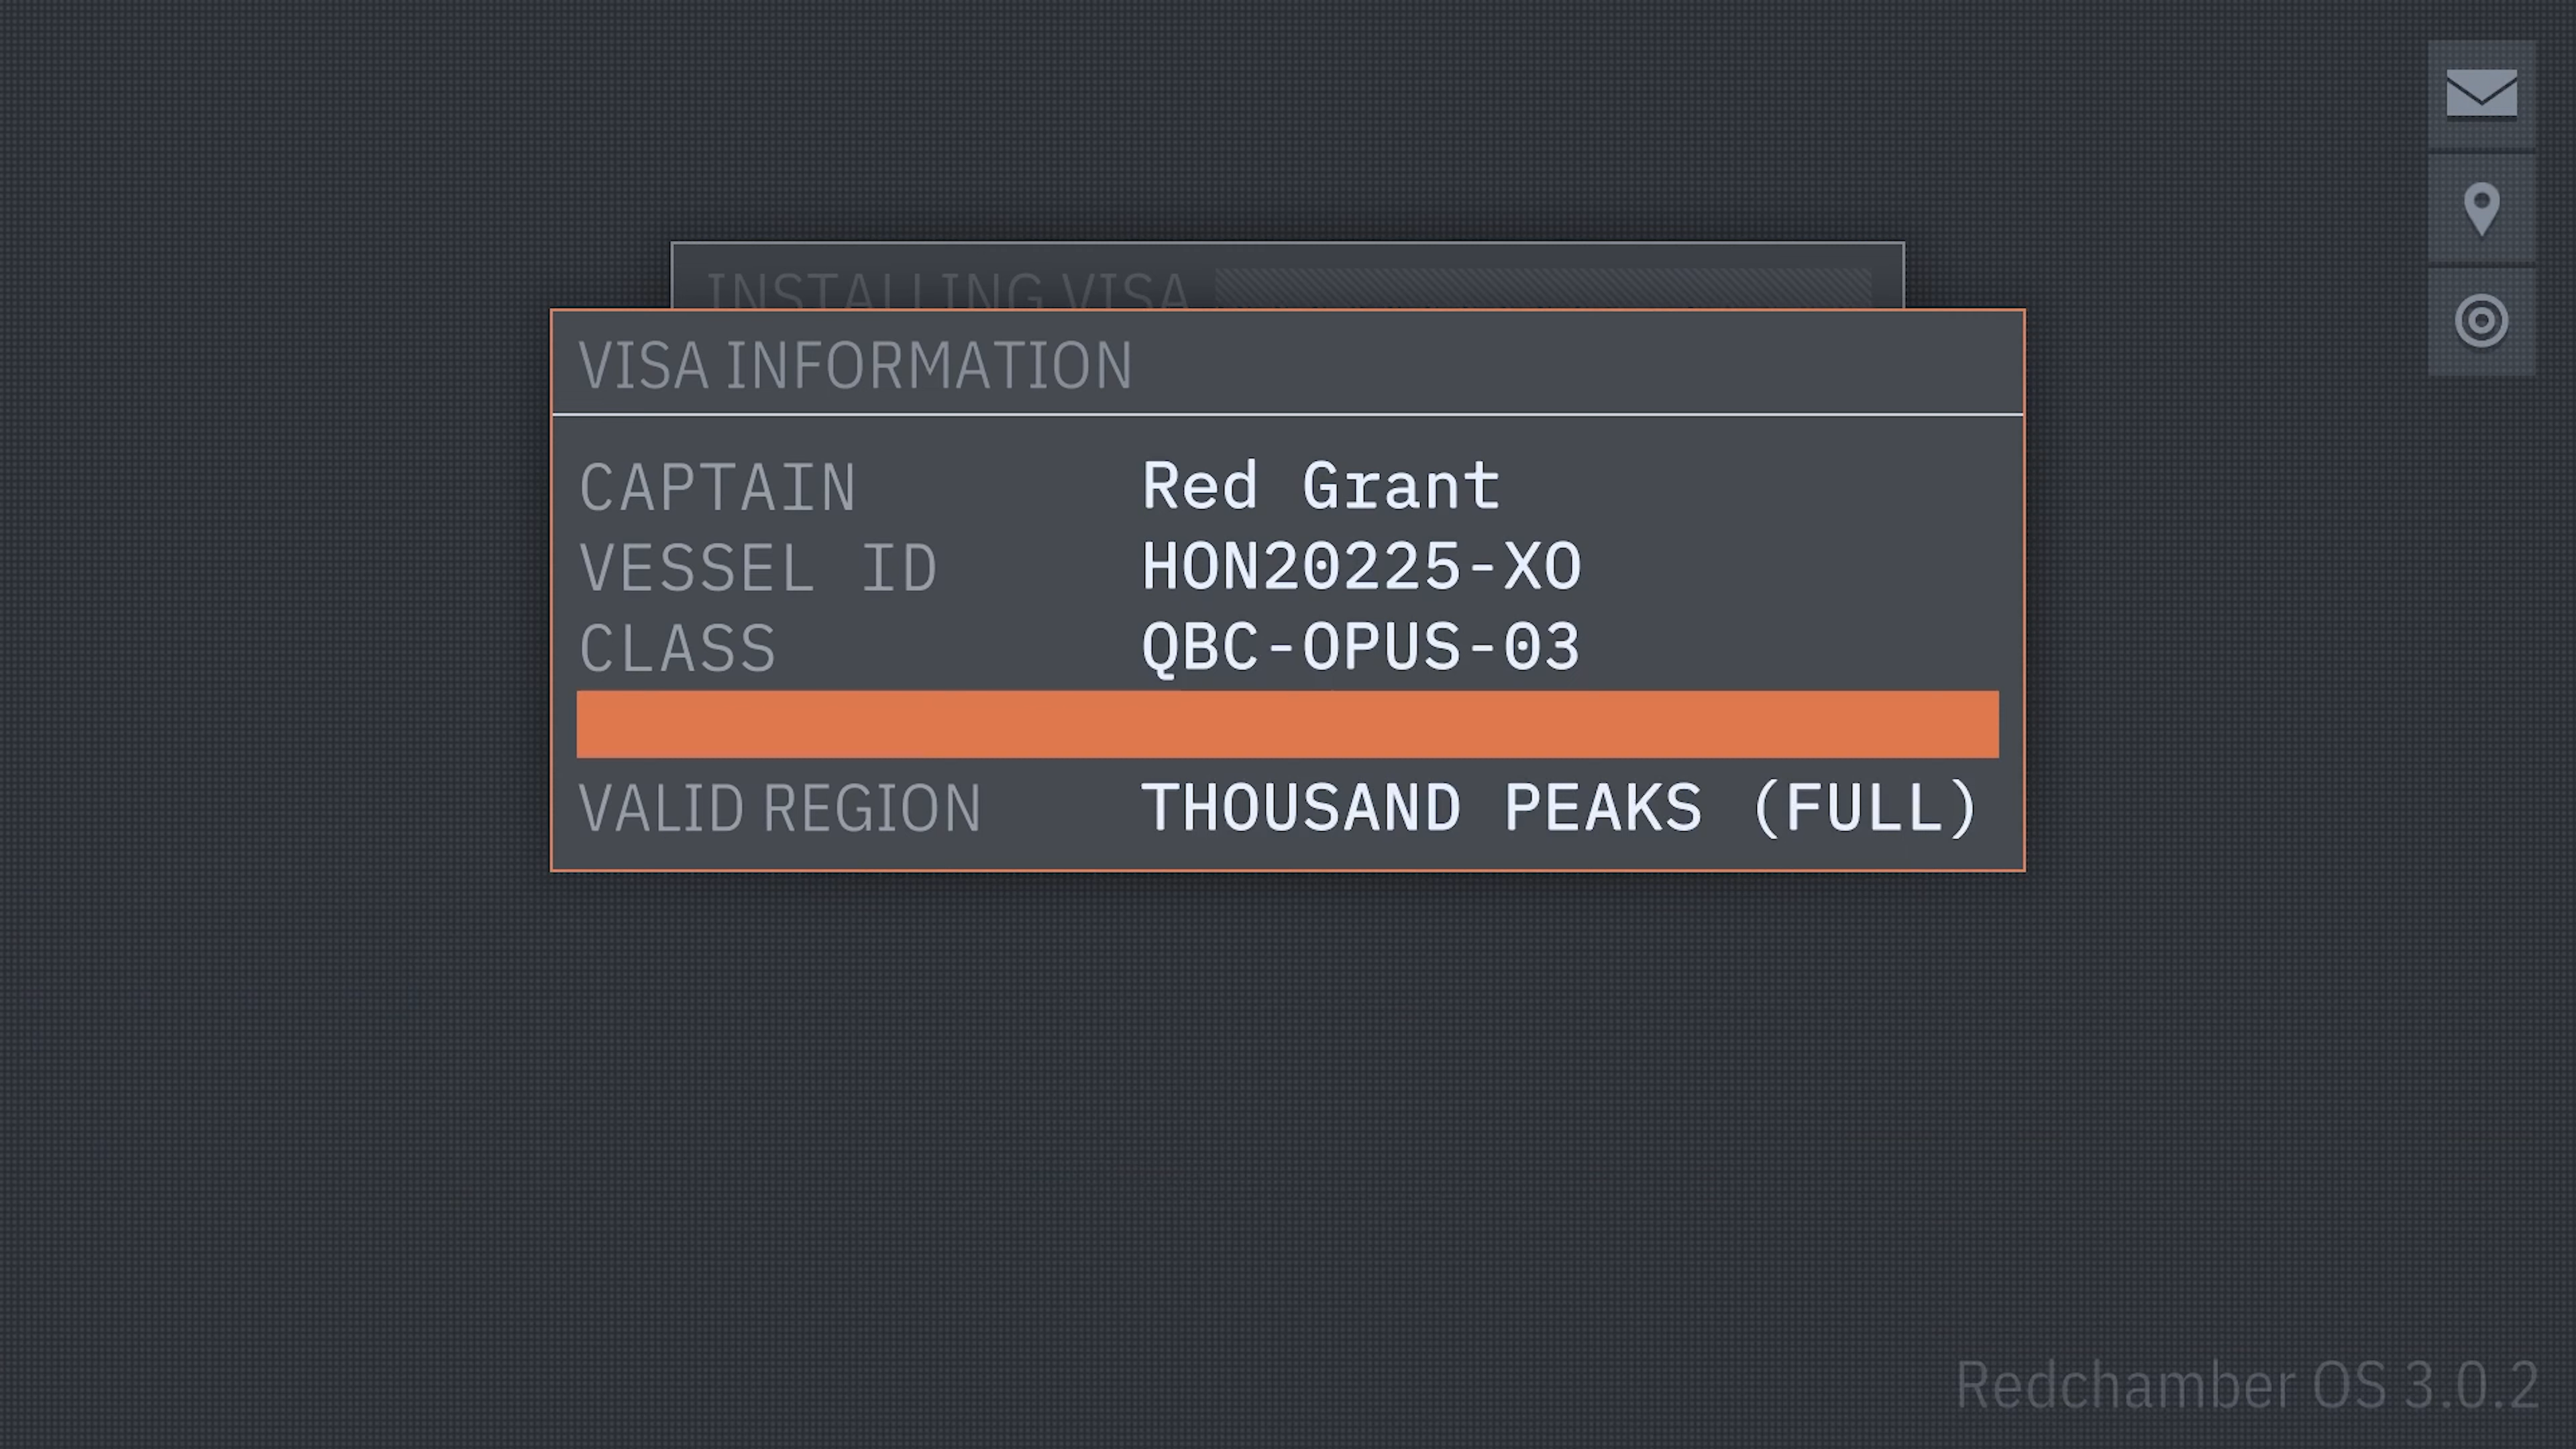 INSTALLING VISA
VISA INFORMATION
CAPTAIN Red Grant
VESSEL ID HON20225-XO
CLASS QBC-OPUS-03
VALID REGION THOUSAND PEAKS (FULL)
Redchamber OS 3.0.2